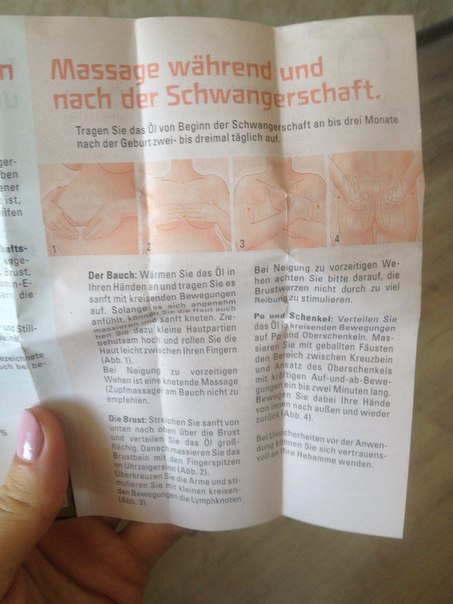 Massage während und
nach der Schwangerschaft.
Tragen Sie das Öl von Beginn der Schwangerschaft an bis drei Monate
nach der Geburt zwei- bis dreimal täglich auf.
1
2
3
4
Der Bauch: Wärmen Sie das Öl in
Ihren Händen an und tragen Sie es
sanft mit kreisenden Bewegungen
auf. Solange es sich angenehm
anfühlt, können Sie die Haut auch
massieren und sanft kneten. Zie-
hen Sie dazu kleine Hautpartien
behutsam hoch und rollen Sie die
Haut leicht zwischen Ihren Fingern
(Abb. 1).
Bei Neigung zu vorzeitigen
Wehen ist eine knetende Massage
(Zupfmassage) am Bauch nicht zu
empfehlen.
Die Brust: Streichen Sie sanft von
unten nach oben über die Brust
und verteilen Sie das Öl groß-
flächig. Danach massieren Sie das
Brustbein mit den Fingerspitzen
im Uhrzeigersinn (Abb. 2).
Überkreuzen Sie die Arme und sti-
mulieren Sie mit kleinen kreisen-
den Bewegungen die Lymphknoten
(Abb. 3).
Bei Neigung zu vorzeitigen We-
hen achten Sie bitte darauf, die
Brustwarzen nicht durch zu viel
Reibung zu stimulieren.
Po und Schenkel: Verteilen Sie
das Öl in kreisenden Bewegungen
auf Po und Oberschenkeln. Mas-
sieren Sie mit geballten Fäusten
den Bereich zwischen Kreuzbein
und Ansatz des Oberschenkels
mit kräftigen Auf-und-ab-Bewe-
gungen ein bis zwei Minuten lang.
Bewegen Sie dabei Ihre Hände
von innen nach außen und wieder
zurück (Abb. 4).
Bei Unsicherheiten vor der Anwen-
dung können Sie sich vertrauens-
voll an Ihre Hebamme wenden.